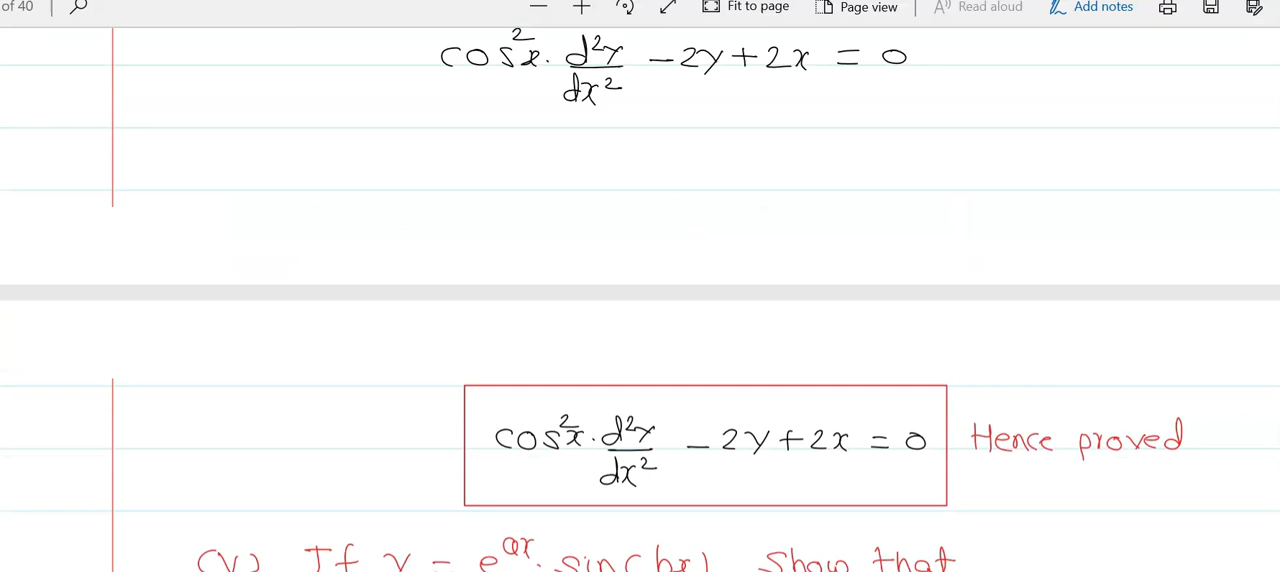 of 40 Fit to page Page view Read aloud Add notes
cos²x · d²y/dx² - 2y + 2x = 0
cos²x · d²y/dx² - 2y + 2x = 0 Hence proved
(v) If y = e^ax · sin(bx) Show that